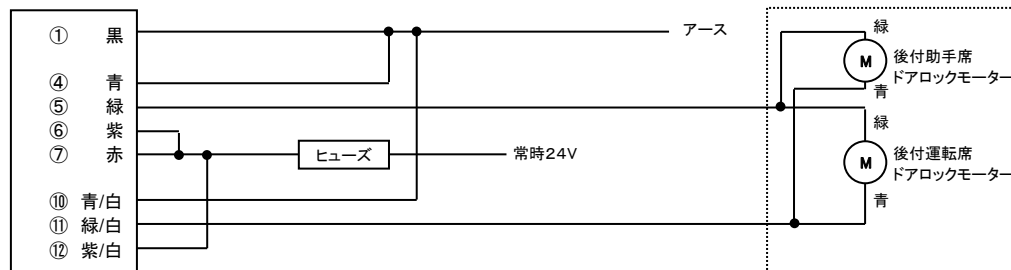 ① 黒
④ 青
⑤ 緑
⑥ 紫
⑦ 赤
⑩ 青/白
⑪ 緑/白
⑫ 紫/白
アース
ヒューズ
常時24V
緑
M
後付助手席
ドアロックモーター
青
緑
M
後付運転席
ドアロックモーター
青